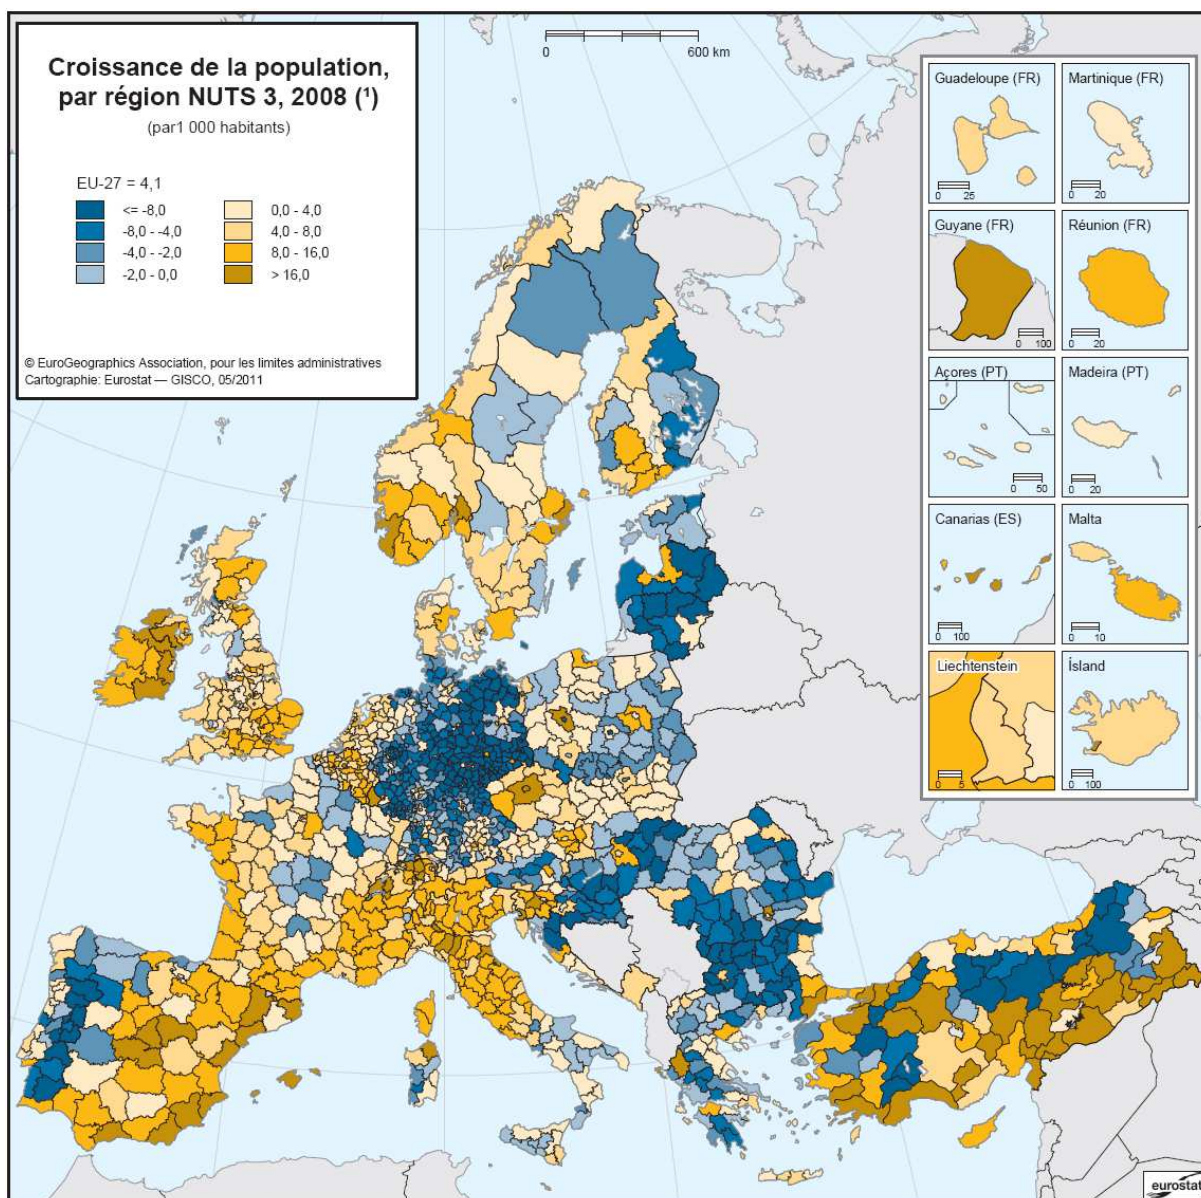 Croissance de la population,
par région NUTS 3, 2008 (¹)
(par1 000 habitants)
EU-27 = 4,1
<= -8,0
-8,0 - -4,0
-4,0 - -2,0
-2,0 - 0,0
0,0 - 4,0
4,0 - 8,0
8,0 - 16,0
> 16,0
© EuroGeographics Association, pour les limites administratives
Cartographie: Eurostat — GISCO, 05/2011
0 600 km
Guadeloupe (FR)
0 25
Martinique (FR)
0 20
Guyane (FR)
0 100
Réunion (FR)
0 20
Açores (PT)
0 50
Madeira (PT)
0 20
Canarias (ES)
0 100
Malta
0 10
Liechtenstein
0 5
Ísland
0 100
eurostat